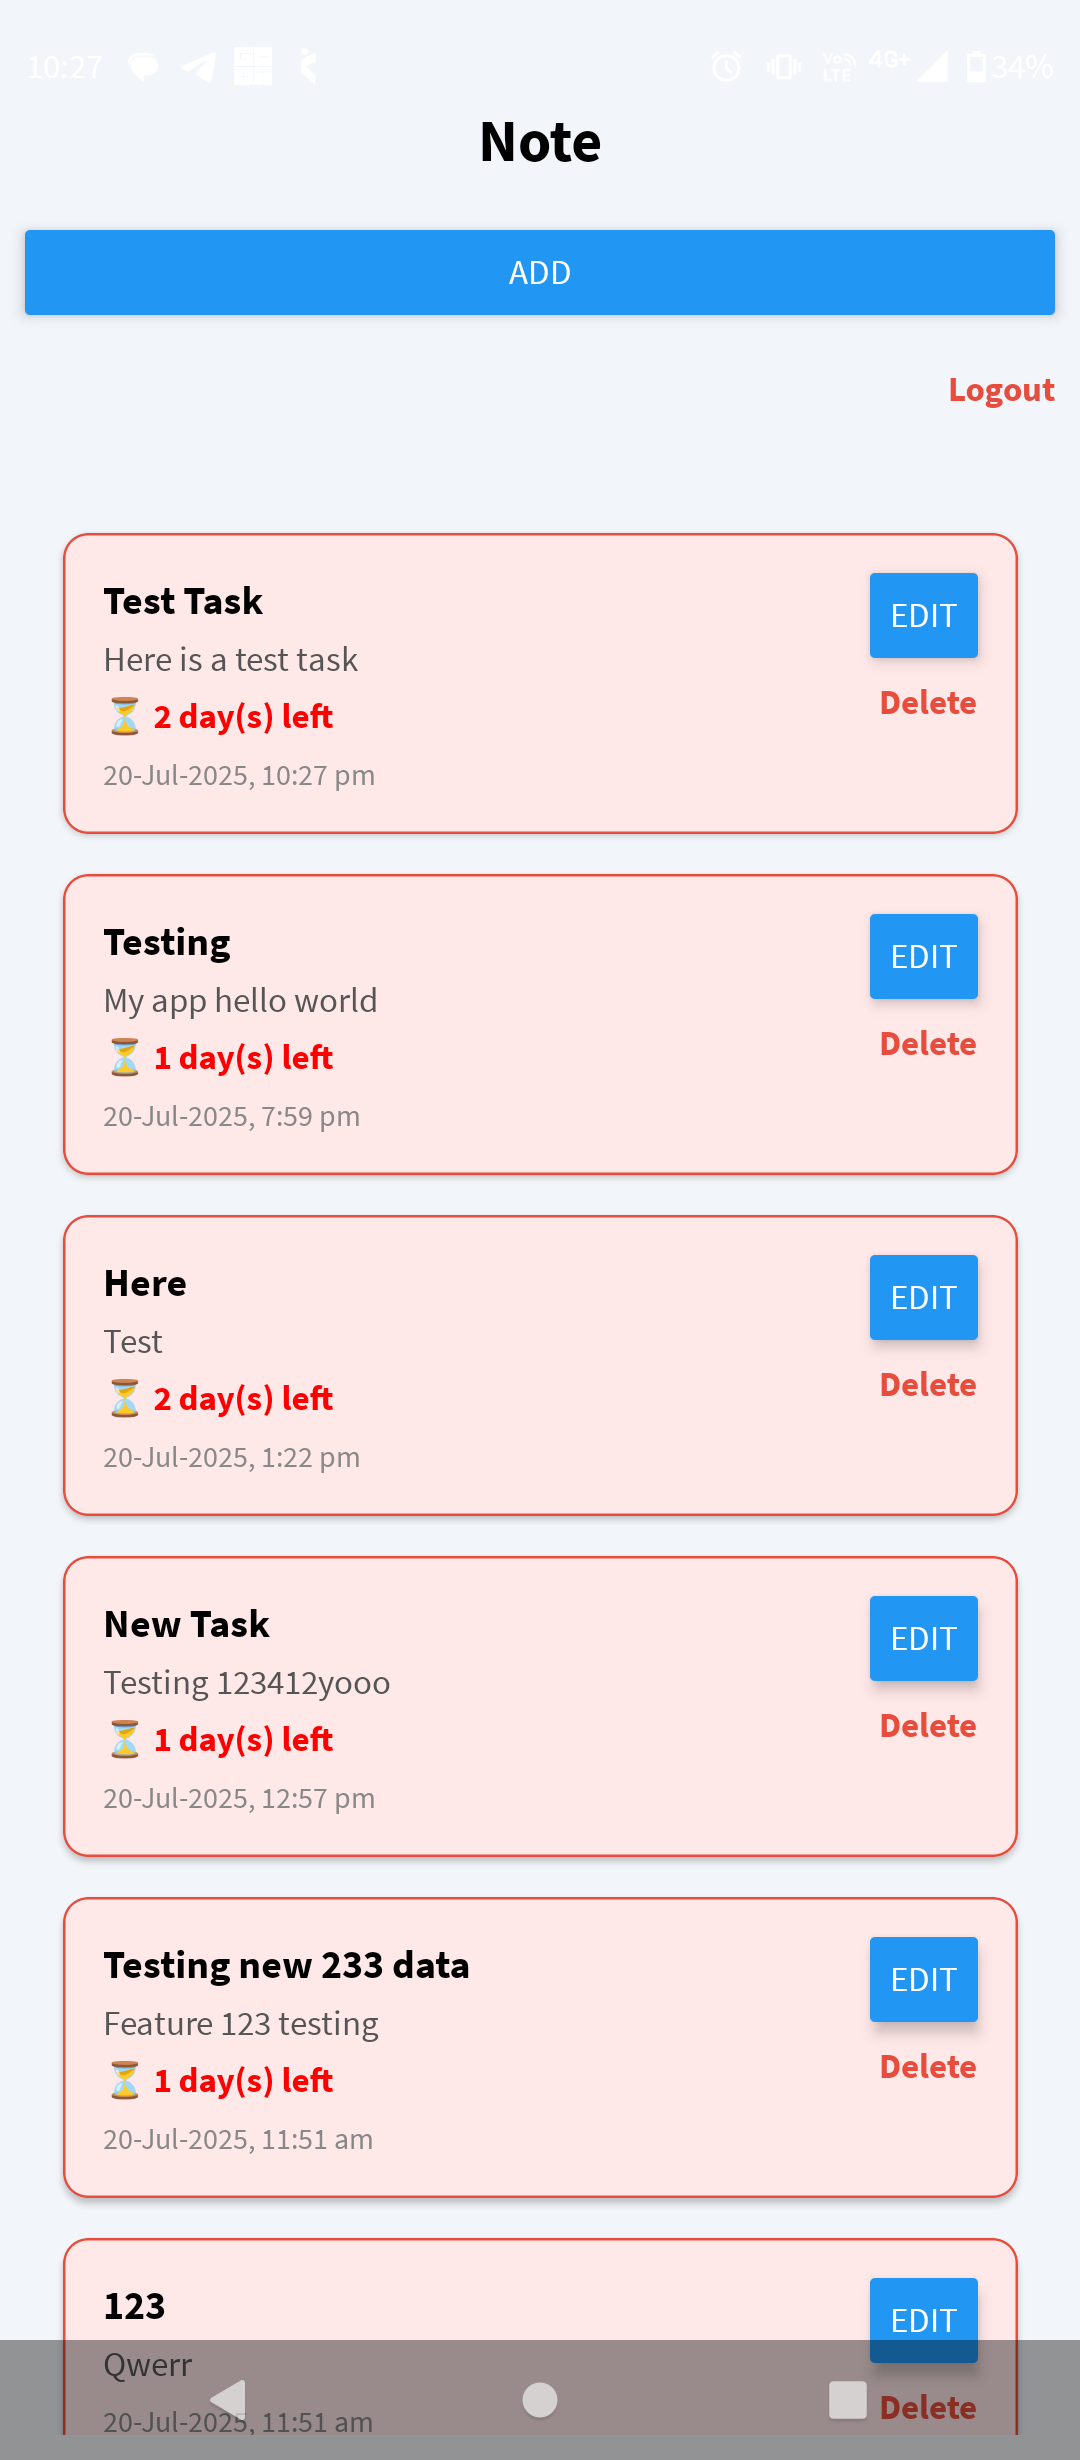 10:27 Vo LTE 4G+ 34%
Note
ADD
Logout
Test Task
EDIT
Here is a test task
⏳ 2 day(s) left
Delete
20-Jul-2025, 10:27 pm
Testing
EDIT
My app hello world
⏳ 1 day(s) left
Delete
20-Jul-2025, 7:59 pm
Here
EDIT
Test
⏳ 2 day(s) left
Delete
20-Jul-2025, 1:22 pm
New Task
EDIT
Testing 123412yooo
⏳ 1 day(s) left
Delete
20-Jul-2025, 12:57 pm
Testing new 233 data
EDIT
Feature 123 testing
⏳ 1 day(s) left
Delete
20-Jul-2025, 11:51 am
123
EDIT
Qwerr
Delete
20-Jul-2025, 11:51 am